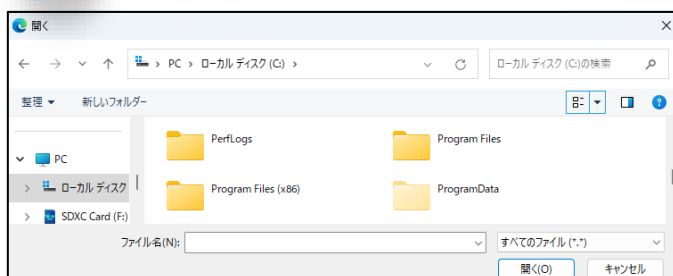 開く
PC › ローカル ディスク (C:) ›
ローカル ディスク (C:)の検索
整理
新しいフォルダー
PerfLogs
Program Files
PC
ローカル ディスク
Program Files (x86)
ProgramData
SDXC Card (F:)
ファイル名(N):
すべてのファイル (*.*)
開く(O)
キャンセル